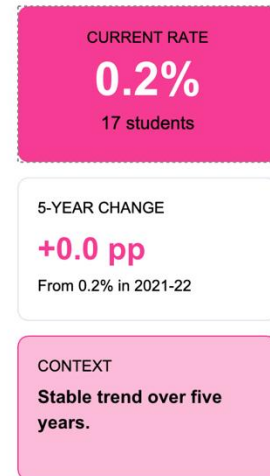 CURRENT RATE
0.2%
17 students
5-YEAR CHANGE
+0.0 pp
From 0.2% in 2021-22
CONTEXT
Stable trend over five
years.